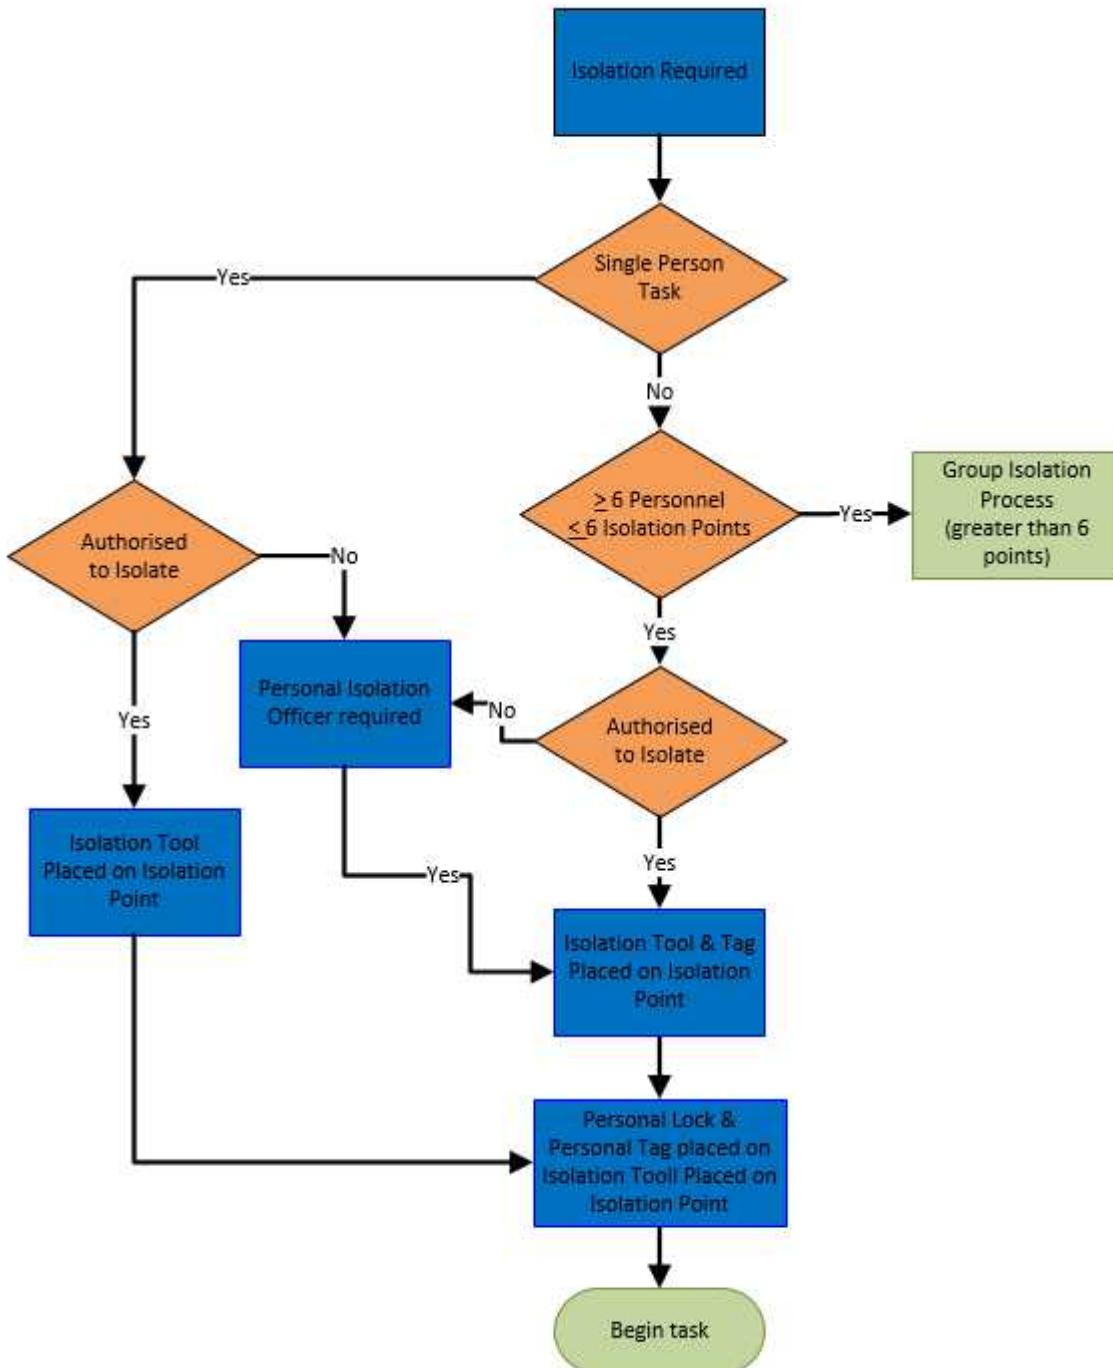 Isolation Required
Single Person
Task
Yes
No
≥ 6 Personnel
≤ 6 Isolation Points
Yes
Group Isolation
Process
(greater than 6
points)
Authorised
to Isolate
No
Yes
Personal Isolation
Officer required
No
Authorised
to Isolate
Yes
Isolation Tool
Placed on Isolation
Point
Yes
Yes
Isolation Tool & Tag
Placed on Isolation
Point
Personal Lock &
Personal Tag placed on
Isolation Tooll Placed on
Isolation Point
Begin task